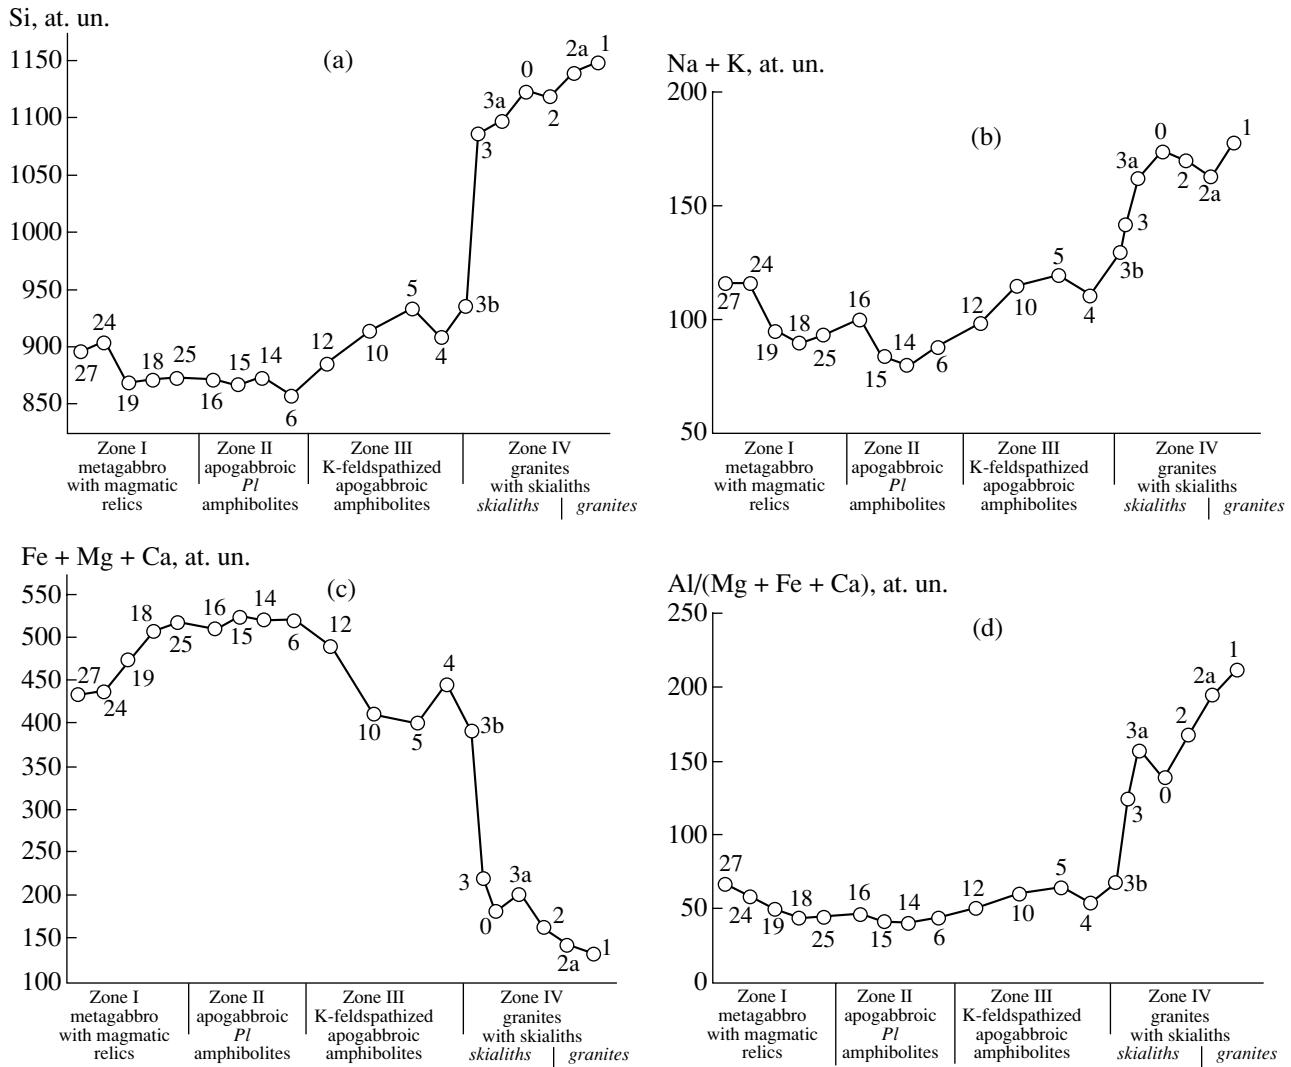 Si, at. un.
(a)
1150
1100
1050
1000
950
900
850
27
24
19
18
25
16
15
14
6
12
10
5
4
3b
3
3a
0
2
2a
1
Zone I
metagabbro
with magmatic
relics
Zone II
apogabbroic
Pl
amphibolites
Zone III
K-feldspathized
apogabbroic
amphibolites
Zone IV
granites
with skialiths
skialiths
granites
Na + K, at. un.
(b)
200
150
100
50
27
24
19
18
25
16
15
14
6
12
10
5
4
3b
3
3a
0
2
2a
1
Zone I
metagabbro
with magmatic
relics
Zone II
apogabbroic
Pl
amphibolites
Zone III
K-feldspathized
apogabbroic
amphibolites
Zone IV
granites
with skialiths
skialiths
granites
Fe + Mg + Ca, at. un.
(c)
550
500
450
400
350
300
250
200
150
100
27
24
19
18
25
16
15
14
6
12
10
5
4
3b
3
0
3a
2
2a
1
Zone I
metagabbro
with magmatic
relics
Zone II
apogabbroic
Pl
amphibolites
Zone III
K-feldspathized
apogabbroic
amphibolites
Zone IV
granites
with skialiths
skialiths
granites
Al/(Mg + Fe + Ca), at. un.
(d)
250
200
150
100
50
0
27
24
19
18
25
16
15
14
6
12
10
5
4
3b
3
3a
0
2
2a
1
Zone I
metagabbro
with magmatic
relics
Zone II
apogabbroic
Pl
amphibolites
Zone III
K-feldspathized
apogabbroic
amphibolites
Zone IV
granites
with skialiths
skialiths
granites